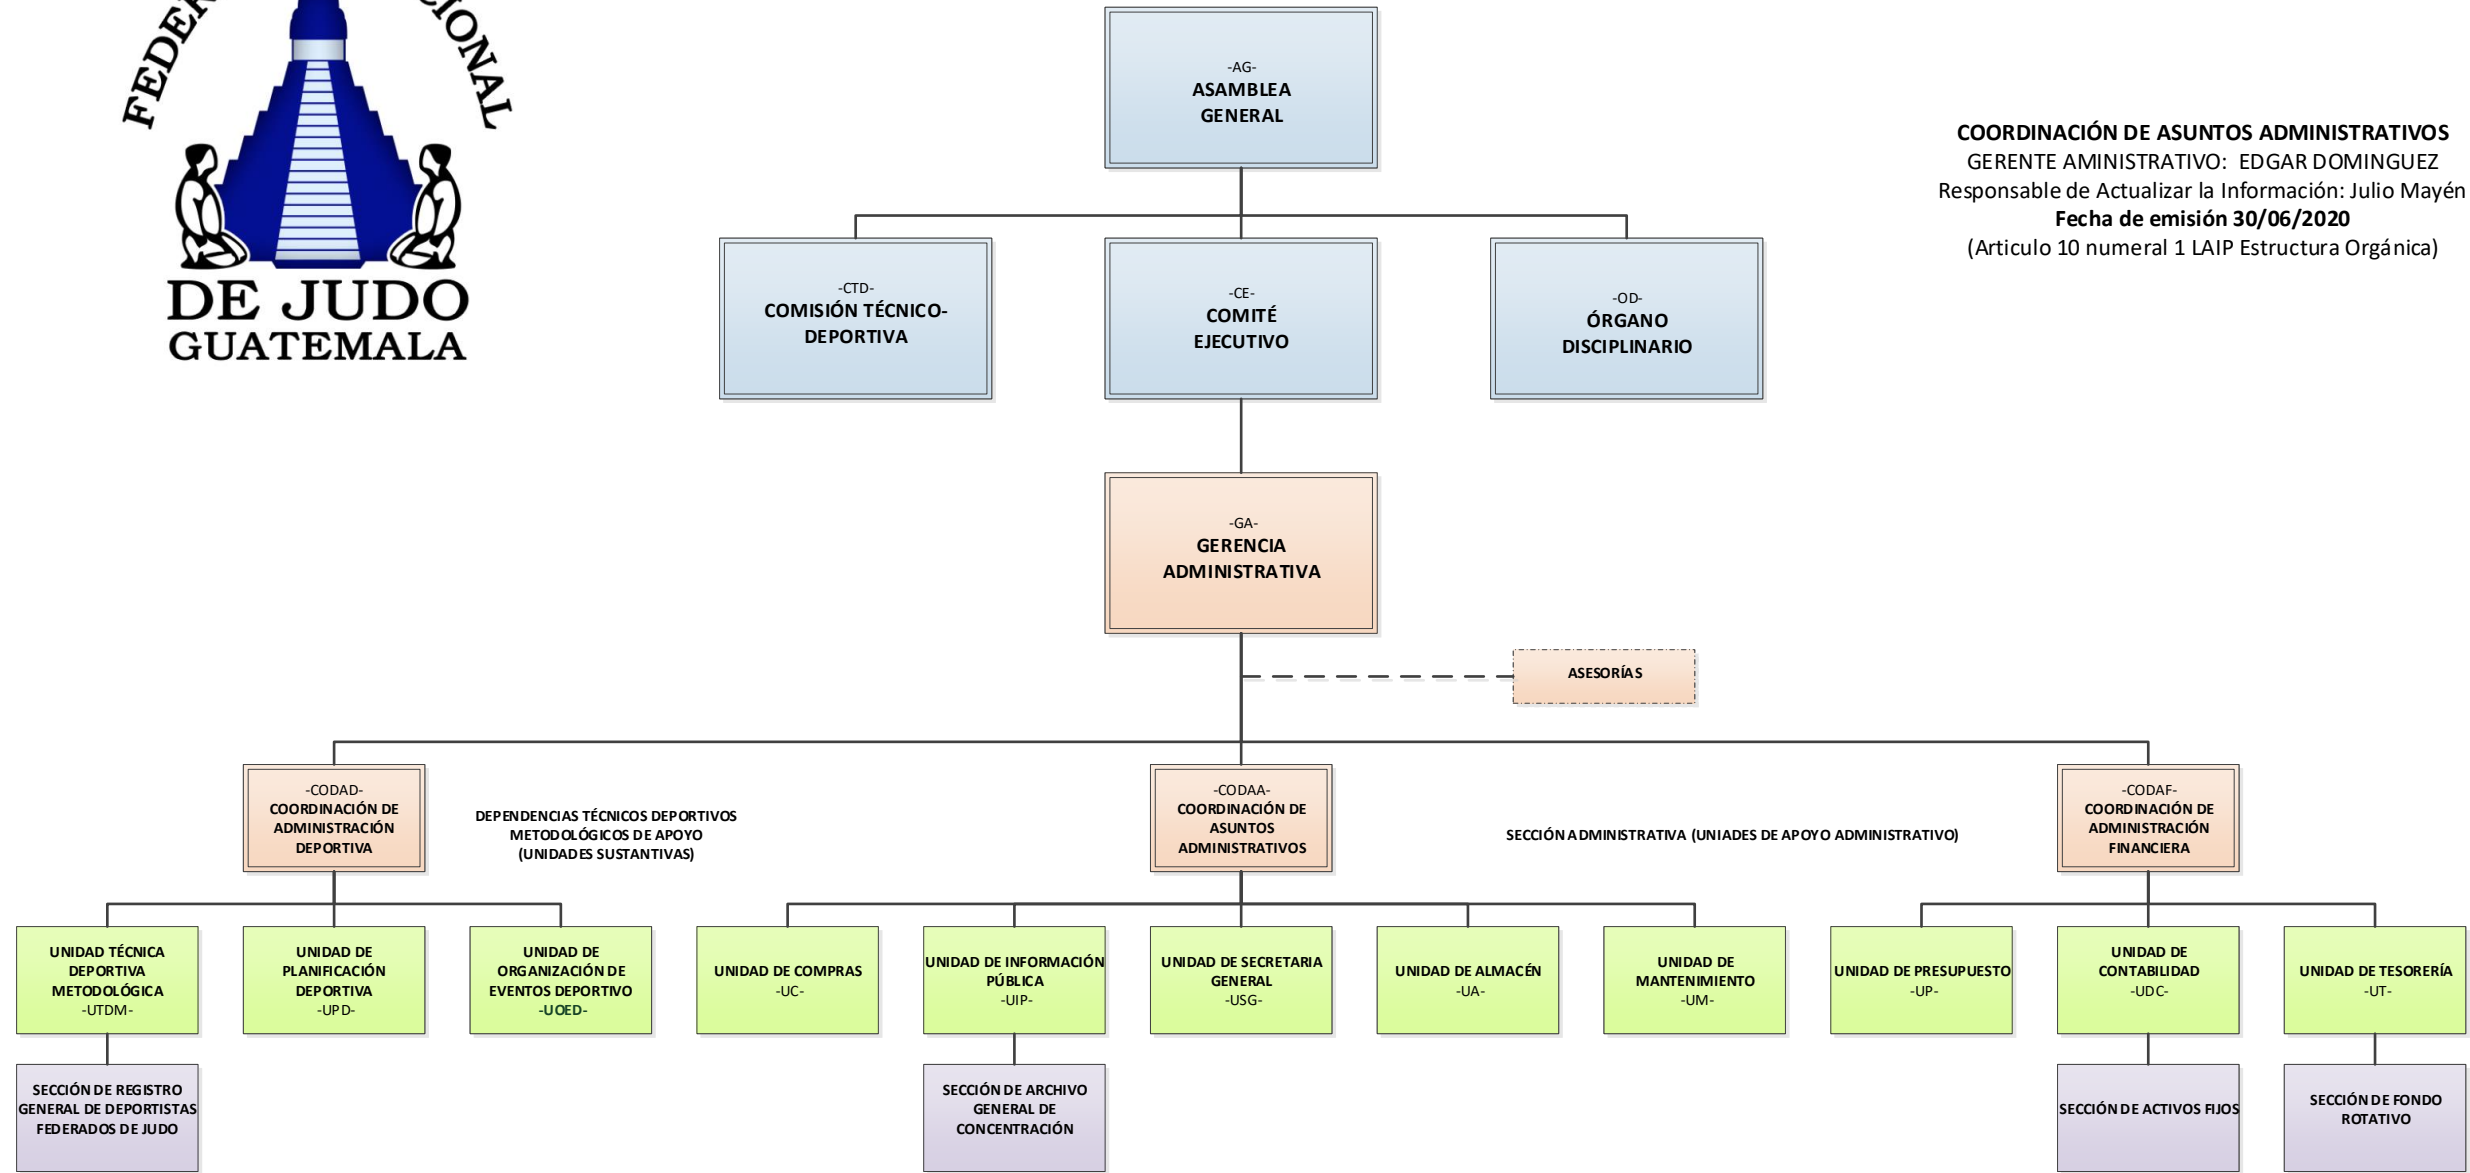 DE JUDO
GUATEMALA
-AG-
ASAMBLEA
GENERAL
COORDINACIÓN DE ASUNTOS ADMINISTRATIVOS
GERENTE AMINISTRATIVO: EDGAR DOMINGUEZ
Responsable de Actualizar la Información: Julio Mayén
Fecha de emisión 30/06/2020
(Articulo 10 numeral 1 LAIP Estructura Orgánica)
-CTD-
COMISIÓN TÉCNICO-
DEPORTIVA
-CE-
COMITÉ
EJECUTIVO
-OD-
ÓRGANO
DISCIPLINARIO
-GA-
GERENCIA
ADMINISTRATIVA
ASESORÍAS
-CODAD-
COORDINACIÓN DE
ADMINISTRACIÓN
DEPORTIVA
DEPENDENCIAS TÉCNICOS DEPORTIVOS
METODOLÓGICOS DE APOYO
(UNIDADES SUSTANTIVAS)
-CODAA-
COORDINACIÓN DE
ASUNTOS
ADMINISTRATIVOS
SECCIÓN ADMINISTRATIVA (UNIADES DE APOYO ADMINISTRATIVO)
-CODAF-
COORDINACIÓN DE
ADMINISTRACIÓN
FINANCIERA
UNIDAD TÉCNICA
DEPORTIVA
METODOLÓGICA
-UTDM-
UNIDAD DE
PLANIFICACIÓN
DEPORTIVA
-UPD-
UNIDAD DE
ORGANIZACIÓN DE
EVENTOS DEPORTIVO
-UOED-
UNIDAD DE COMPRAS
-UC-
UNIDAD DE INFORMACIÓN
PÚBLICA
-UIP-
UNIDAD DE SECRETARIA
GENERAL
-USG-
UNIDAD DE ALMACÉN
-UA-
UNIDAD DE
MANTENIMIENTO
-UM-
UNIDAD DE PRESUPUESTO
-UP-
UNIDAD DE
CONTABILIDAD
-UDC-
UNIDAD DE TESORERÍA
-UT-
SECCIÓN DE REGISTRO
GENERAL DE DEPORTISTAS
FEDERADOS DE JUDO
SECCIÓN DE ARCHIVO
GENERAL DE
CONCENTRACIÓN
SECCIÓN DE ACTIVOS FIJOS
SECCIÓN DE FONDO
ROTATIVO